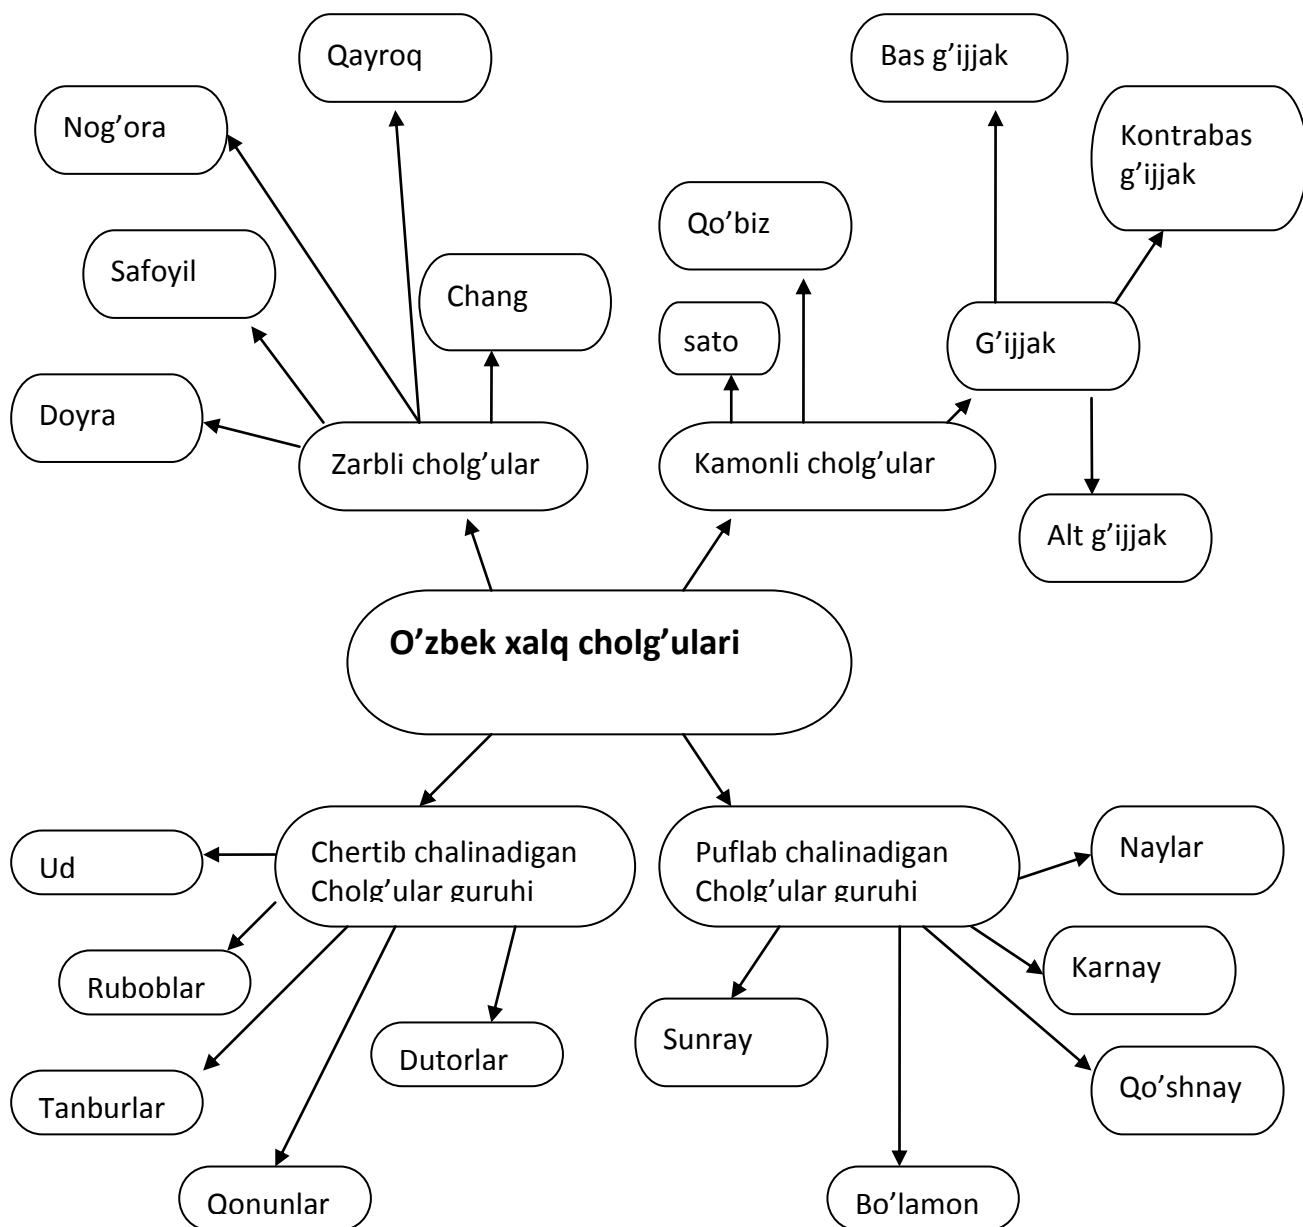 Qayroq
Bas g’ijjak
Nog’ora
Kontrabas
g’ijjak
Qo’biz
Safoyil
Chang
sato
G’ijjak
Doyra
Zarbli cholg’ular
Kamonli cholg’ular
Alt g’ijjak
O’zbek xalq cholg’ulari
Chertib chalinadigan
Cholg’ular guruhi
Puflab chalinadigan
Cholg’ular guruhi
Naylar
Ud
Karnay
Ruboblar
Sunray
Dutorlar
Qo’shnay
Tanburlar
Qonunlar
Bo’lamon